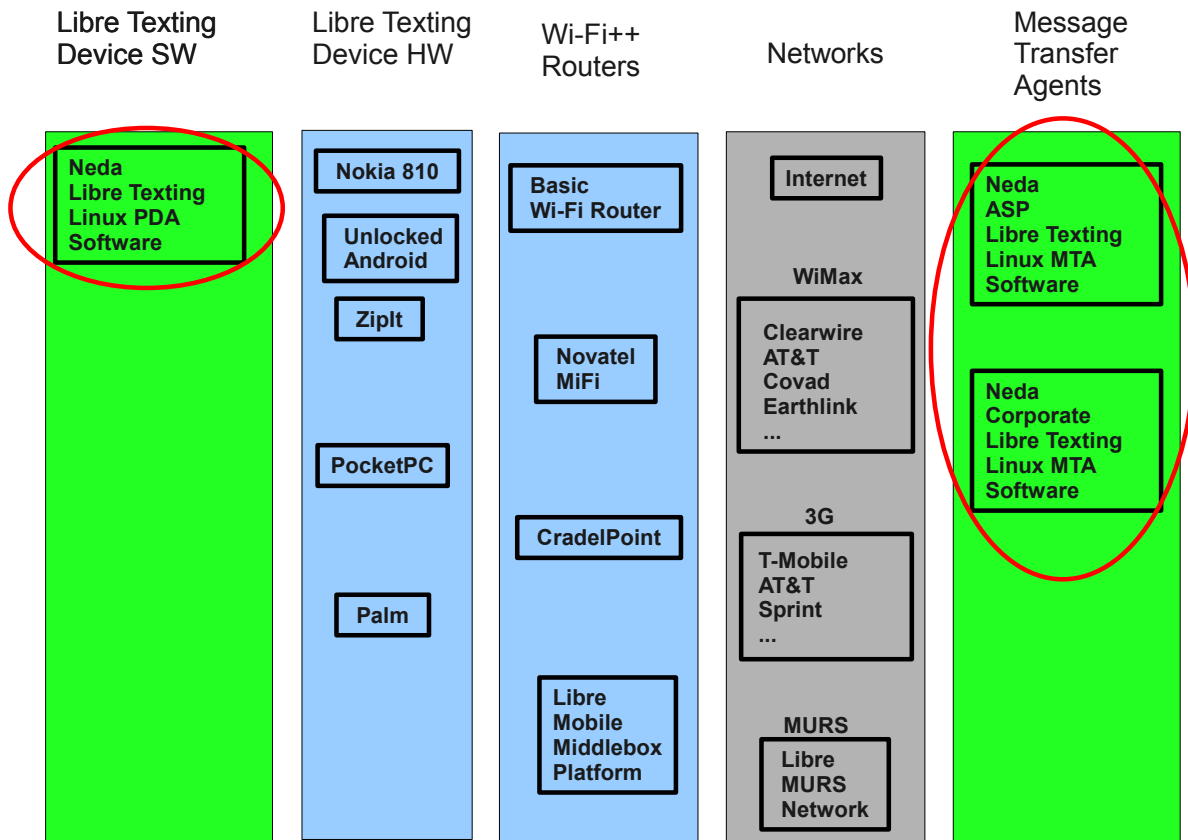 Libre Texting
Device SW
Libre Texting
Device HW
Wi-Fi++
Routers
Networks
Message
Transfer
Agents
Neda
Libre Texting
Linux PDA
Software
Nokia 810
Unlocked
Android
ZipIt
PocketPC
Palm
Basic
Wi-Fi Router
Novatel
MiFi
CradelPoint
Libre
Mobile
Middlebox
Platform
Internet
WiMax
Clearwire
AT&T
Covad
Earthlink
...
3G
T-Mobile
AT&T
Sprint
...
MURS
Libre
MURS
Network
Neda
ASP
Libre Texting
Linux MTA
Software
Neda
Corporate
Libre Texting
Linux MTA
Software